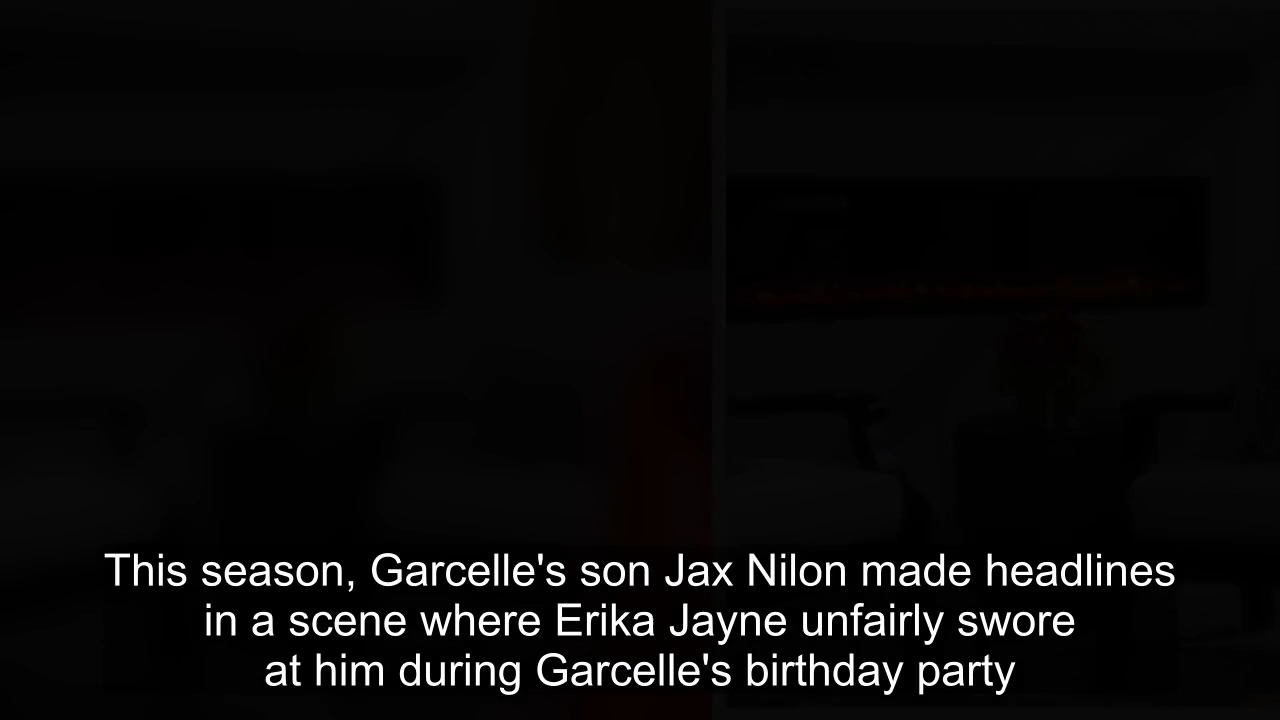 This season, Garcelle's son Jax Nilon made headlines
in a scene where Erika Jayne unfairly swore
at him during Garcelle's birthday party